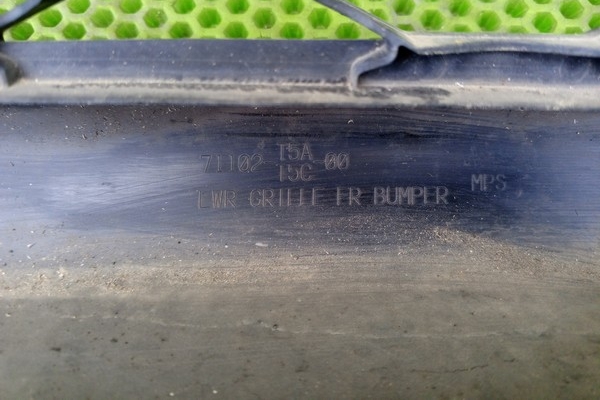 71102 T5A 00
T5G
LWR GRILLE FR BUMPER MPS